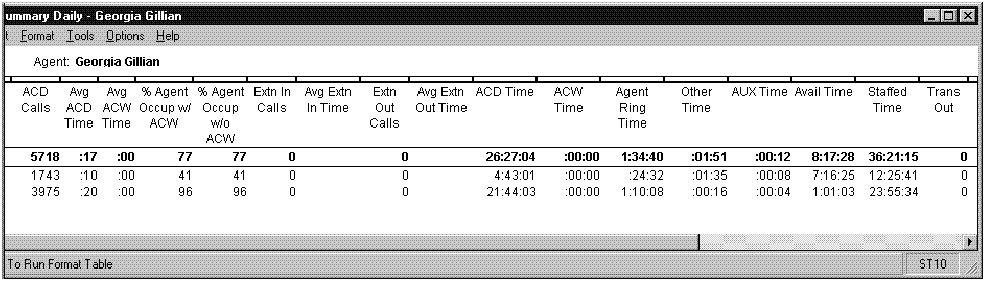 ummary Daily - Georgia Gillian
t Format Tools Options Help
Agent: Georgia Gillian
ACD Avg Avg % Agent % Agent Extn In Avg Extn Extn Avg Extn ACD Time ACW Agent Other AUX Time Avail Time Staffed Trans
Calls ACD ACW Occup w/ Occup Calls In Time Out Out Time Time Ring Time Time Out
Time Time ACW w/o Calls Time
ACW
5718 :17 :00 77 77 0 0 26:27:04 :00:00 1:34:40 :01:51 :00:12 8:17:28 36:21:15 0
1743 :10 :00 41 41 0 0 4:43:01 :00:00 :24:32 :01:35 :00:08 7:16:25 12:25:41 0
3975 :20 :00 96 96 0 0 21:44:03 :00:00 1:10:08 :00:16 :00:04 1:01:03 23:55:34 0
To Run Format Table ST10